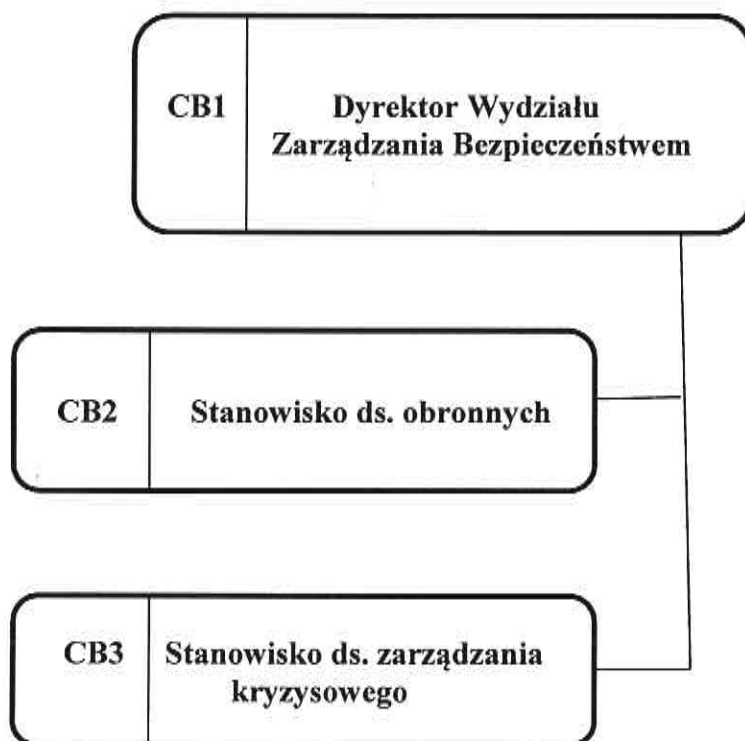 CB1 Dyrektor Wydziału
Zarządzania Bezpieczeństwem
CB2 Stanowisko ds. obronnych
CB3 Stanowisko ds. zarządzania
kryzysowego